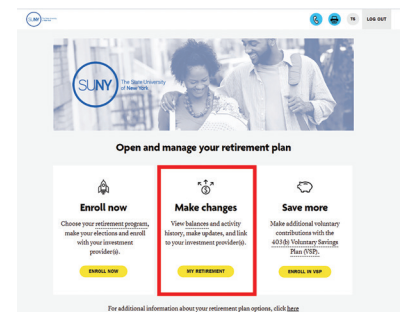 SUNY
TB
LOG OUT
SUNY
The State University
of New York
Open and manage your retirement plan
Enroll now
Choose your retirement program,
make your elections and enroll
with your investment
provider(s).
ENROLL NOW
Make changes
View balances and activity
history, make updates, and link
to your investment provider(s).
MY RETIREMENT
Save more
Make additional voluntary
contributions with the
403(b) Voluntary Savings
Plan (VSP).
ENROLL IN VSP
For additional information about your retirement plan options, click here